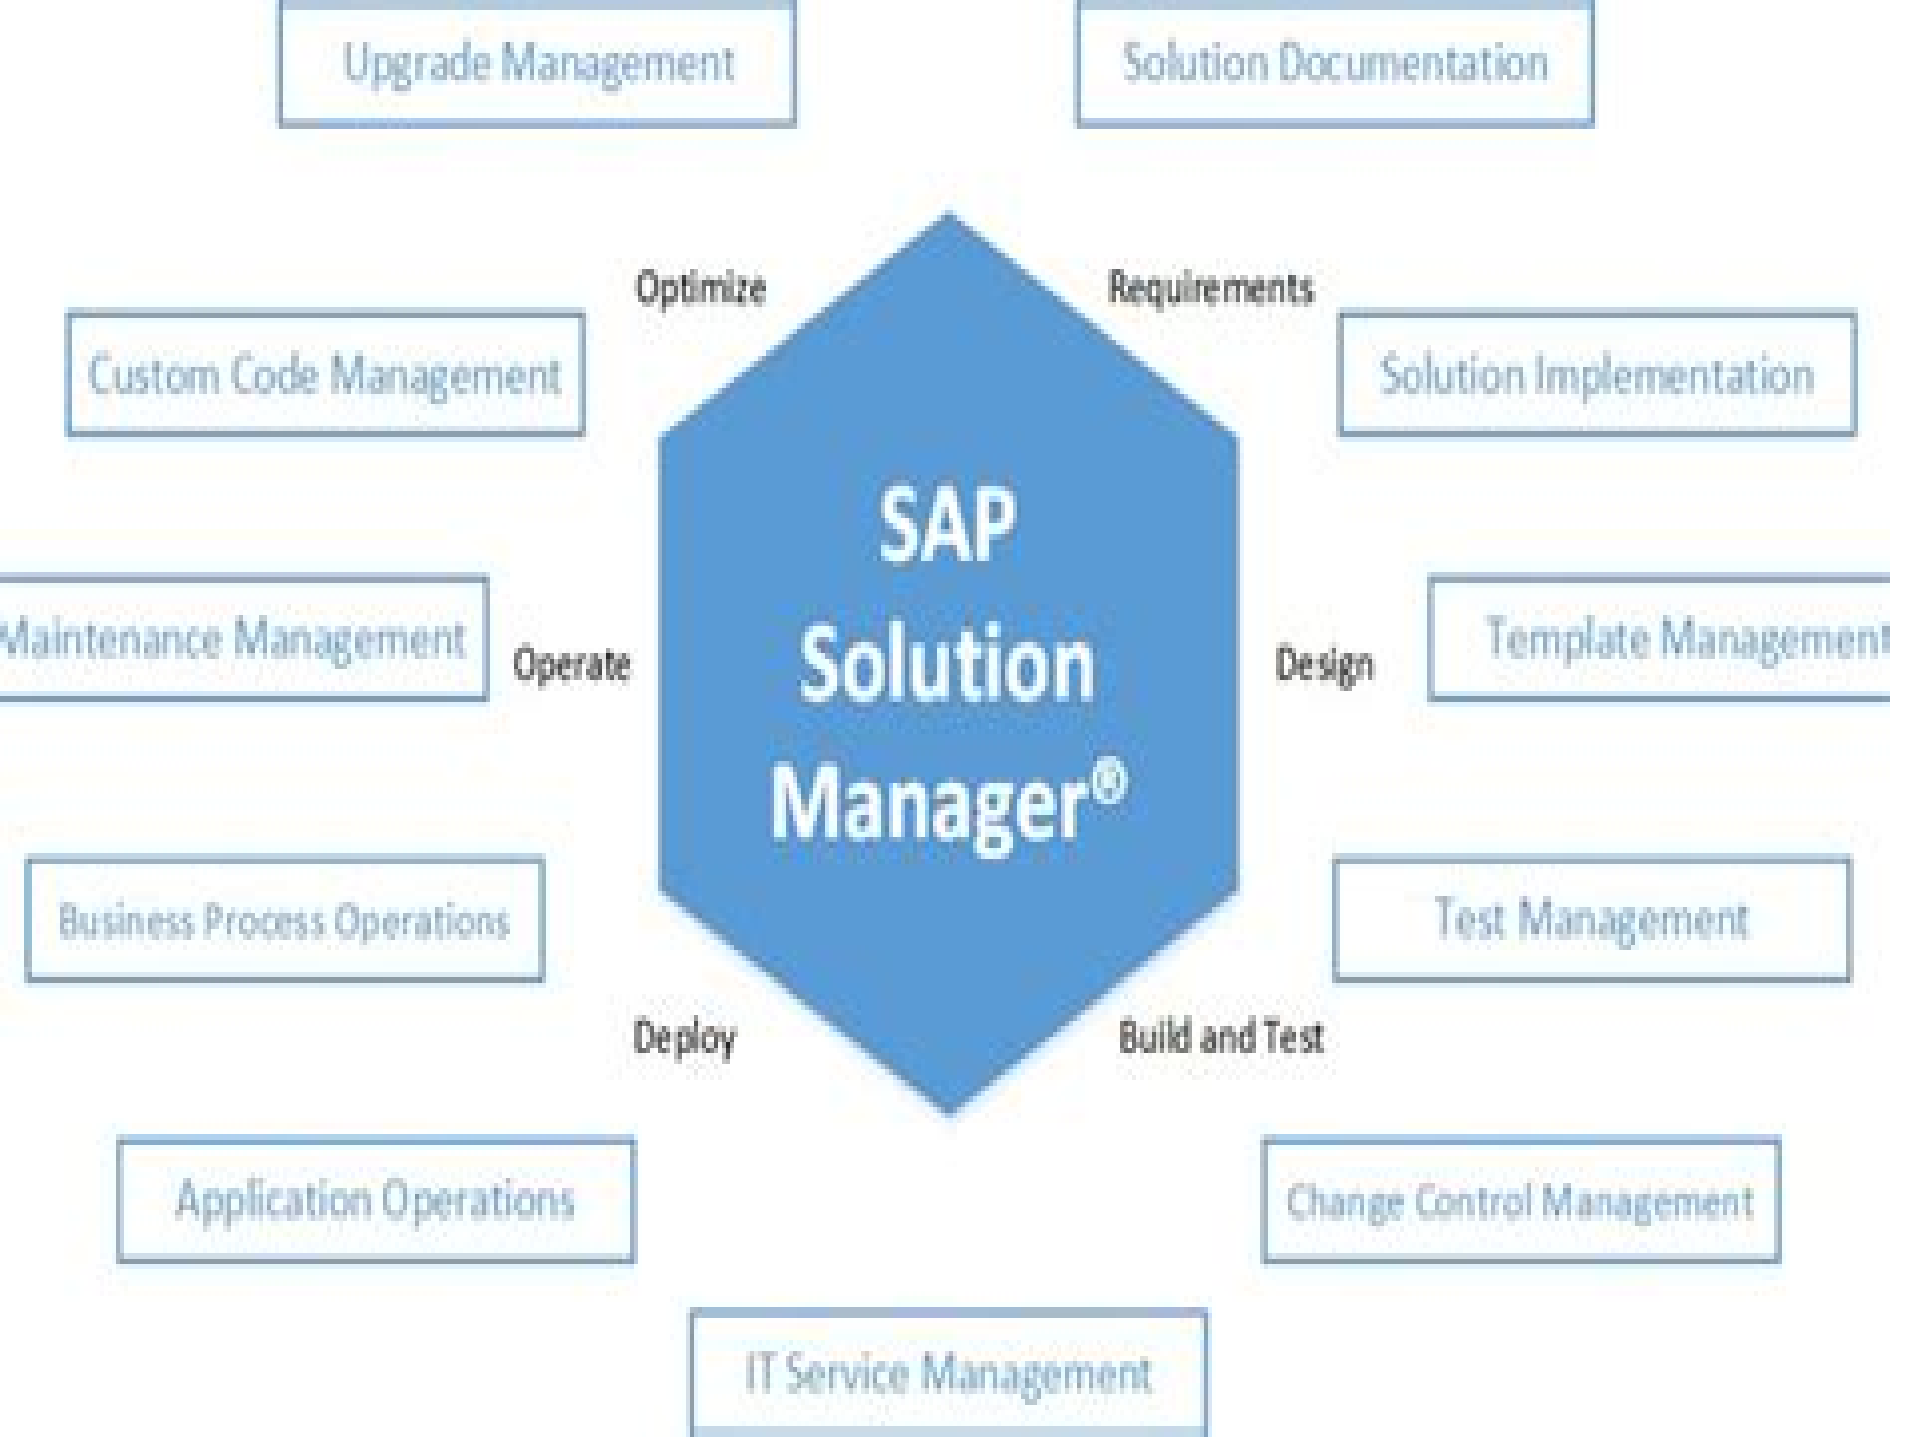 Upgrade Management
Solution Documentation
Optimize
Requirements
Custom Code Management
Solution Implementation
SAP
Solution
Manager®
Maintenance Management
Operate
Design
Template Management
Business Process Operations
Test Management
Deploy
Build and Test
Application Operations
Change Control Management
IT Service Management